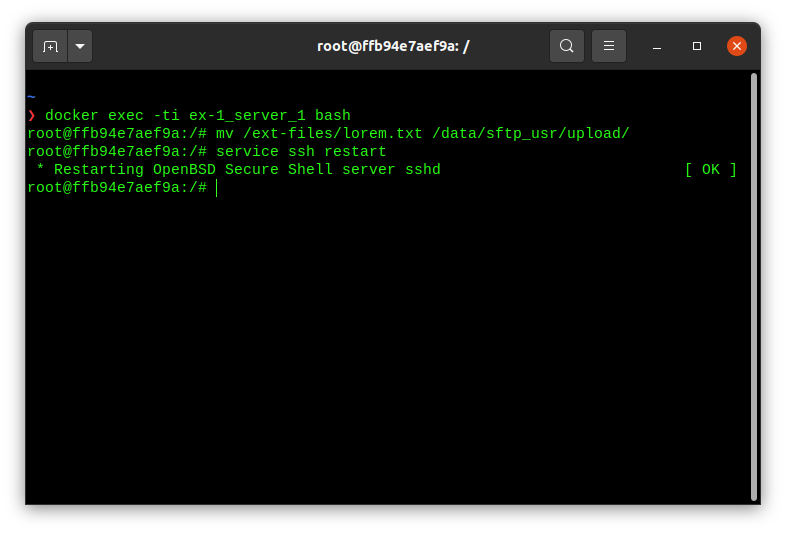 root@ffb94e7aef9a: /
~
❯ docker exec -ti ex-1_server_1 bash
root@ffb94e7aef9a:/# mv /ext-files/lorem.txt /data/sftp_usr/upload/
root@ffb94e7aef9a:/# service ssh restart
 * Restarting OpenBSD Secure Shell server sshd [ OK ]
root@ffb94e7aef9a:/#